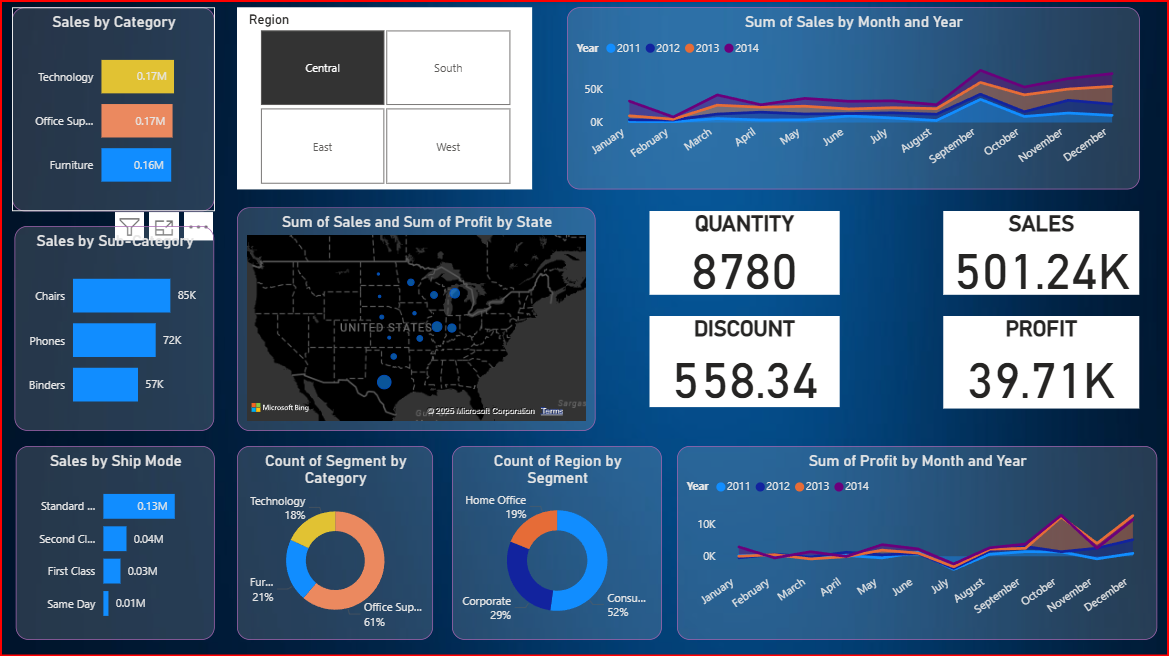 Sales by Category
Technology
0.17M
Office Sup...
0.17M
Furniture
0.16M
Region
Central
South
East
West
Sum of Sales by Month and Year
Year 2011 2012 2013 2014
50K
0K
January
February
March
April
May
June
July
August
September
October
November
December
Sales by Sub-Category
Chairs
85K
Phones
72K
Binders
57K
Sum of Sales and Sum of Profit by State
UNITED STATES
Microsoft Bing
© 2025 Microsoft Corporation Terms
QUANTITY
8780
SALES
501.24K
DISCOUNT
558.34
PROFIT
39.71K
Sales by Ship Mode
Standard ...
0.13M
Second Cl...
0.04M
First Class
0.03M
Same Day
0.01M
Count of Segment by
Category
Technology
18%
Fur...
21%
Office Sup...
61%
Count of Region by
Segment
Home Office
19%
Corporate
29%
Consu...
52%
Sum of Profit by Month and Year
Year 2011 2012 2013 2014
10K
0K
January
February
March
April
May
June
July
August
September
October
November
December